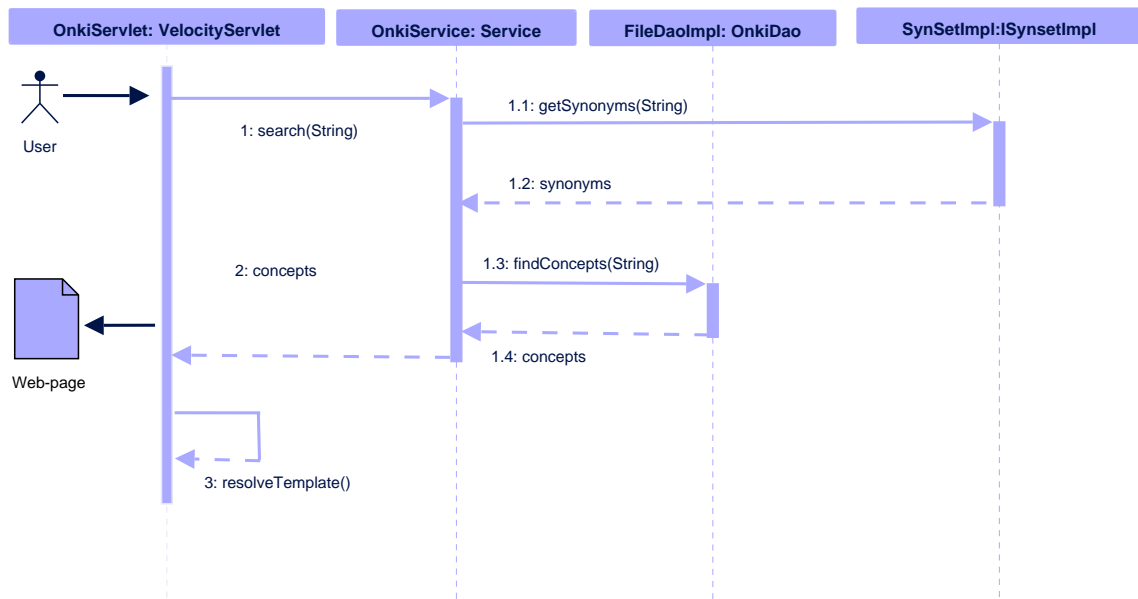 OnkiServlet: VelocityServlet
OnkiService: Service
FileDaoImpl: OnkiDao
SynSetImpl:ISynsetImpl
User
1: search(String)
1.1: getSynonyms(String)
1.2: synonyms
2: concepts
1.3: findConcepts(String)
1.4: concepts
Web-page
3: resolveTemplate()